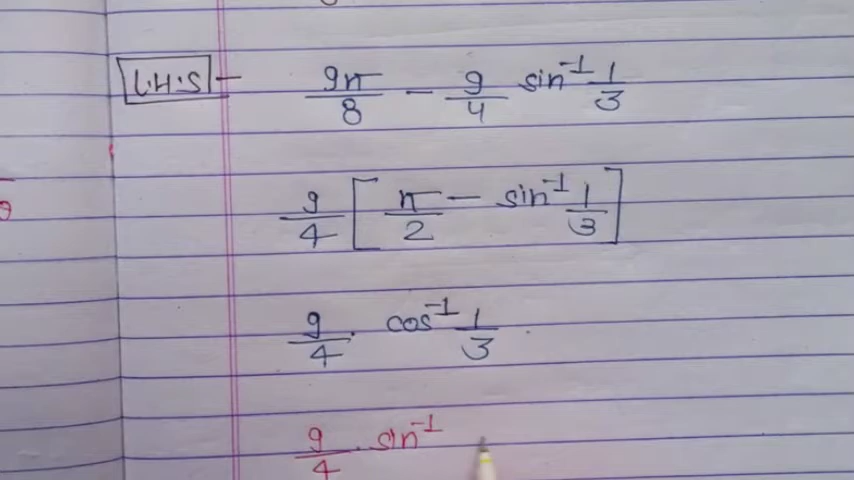 L.H.S - 9π/8 - 9/4 sin⁻¹ 1/3
9/4 [ π/2 - sin⁻¹ 1/3 ]
9/4 . cos⁻¹ 1/3
9/4 . sin⁻¹